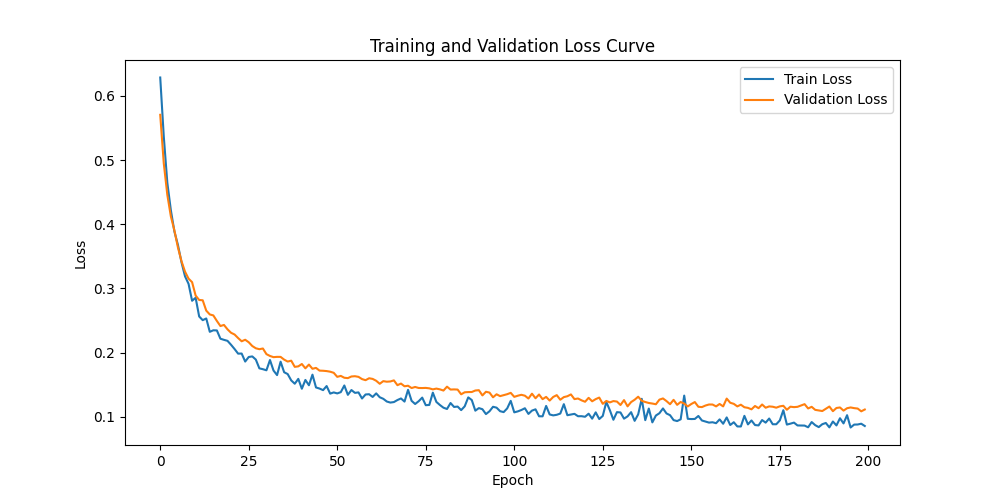 Training and Validation Loss Curve
Train Loss
Validation Loss
0.6
0.5
0.4
0.3
0.2
0.1
Loss
0 25 50 75 100 125 150 175 200
Epoch